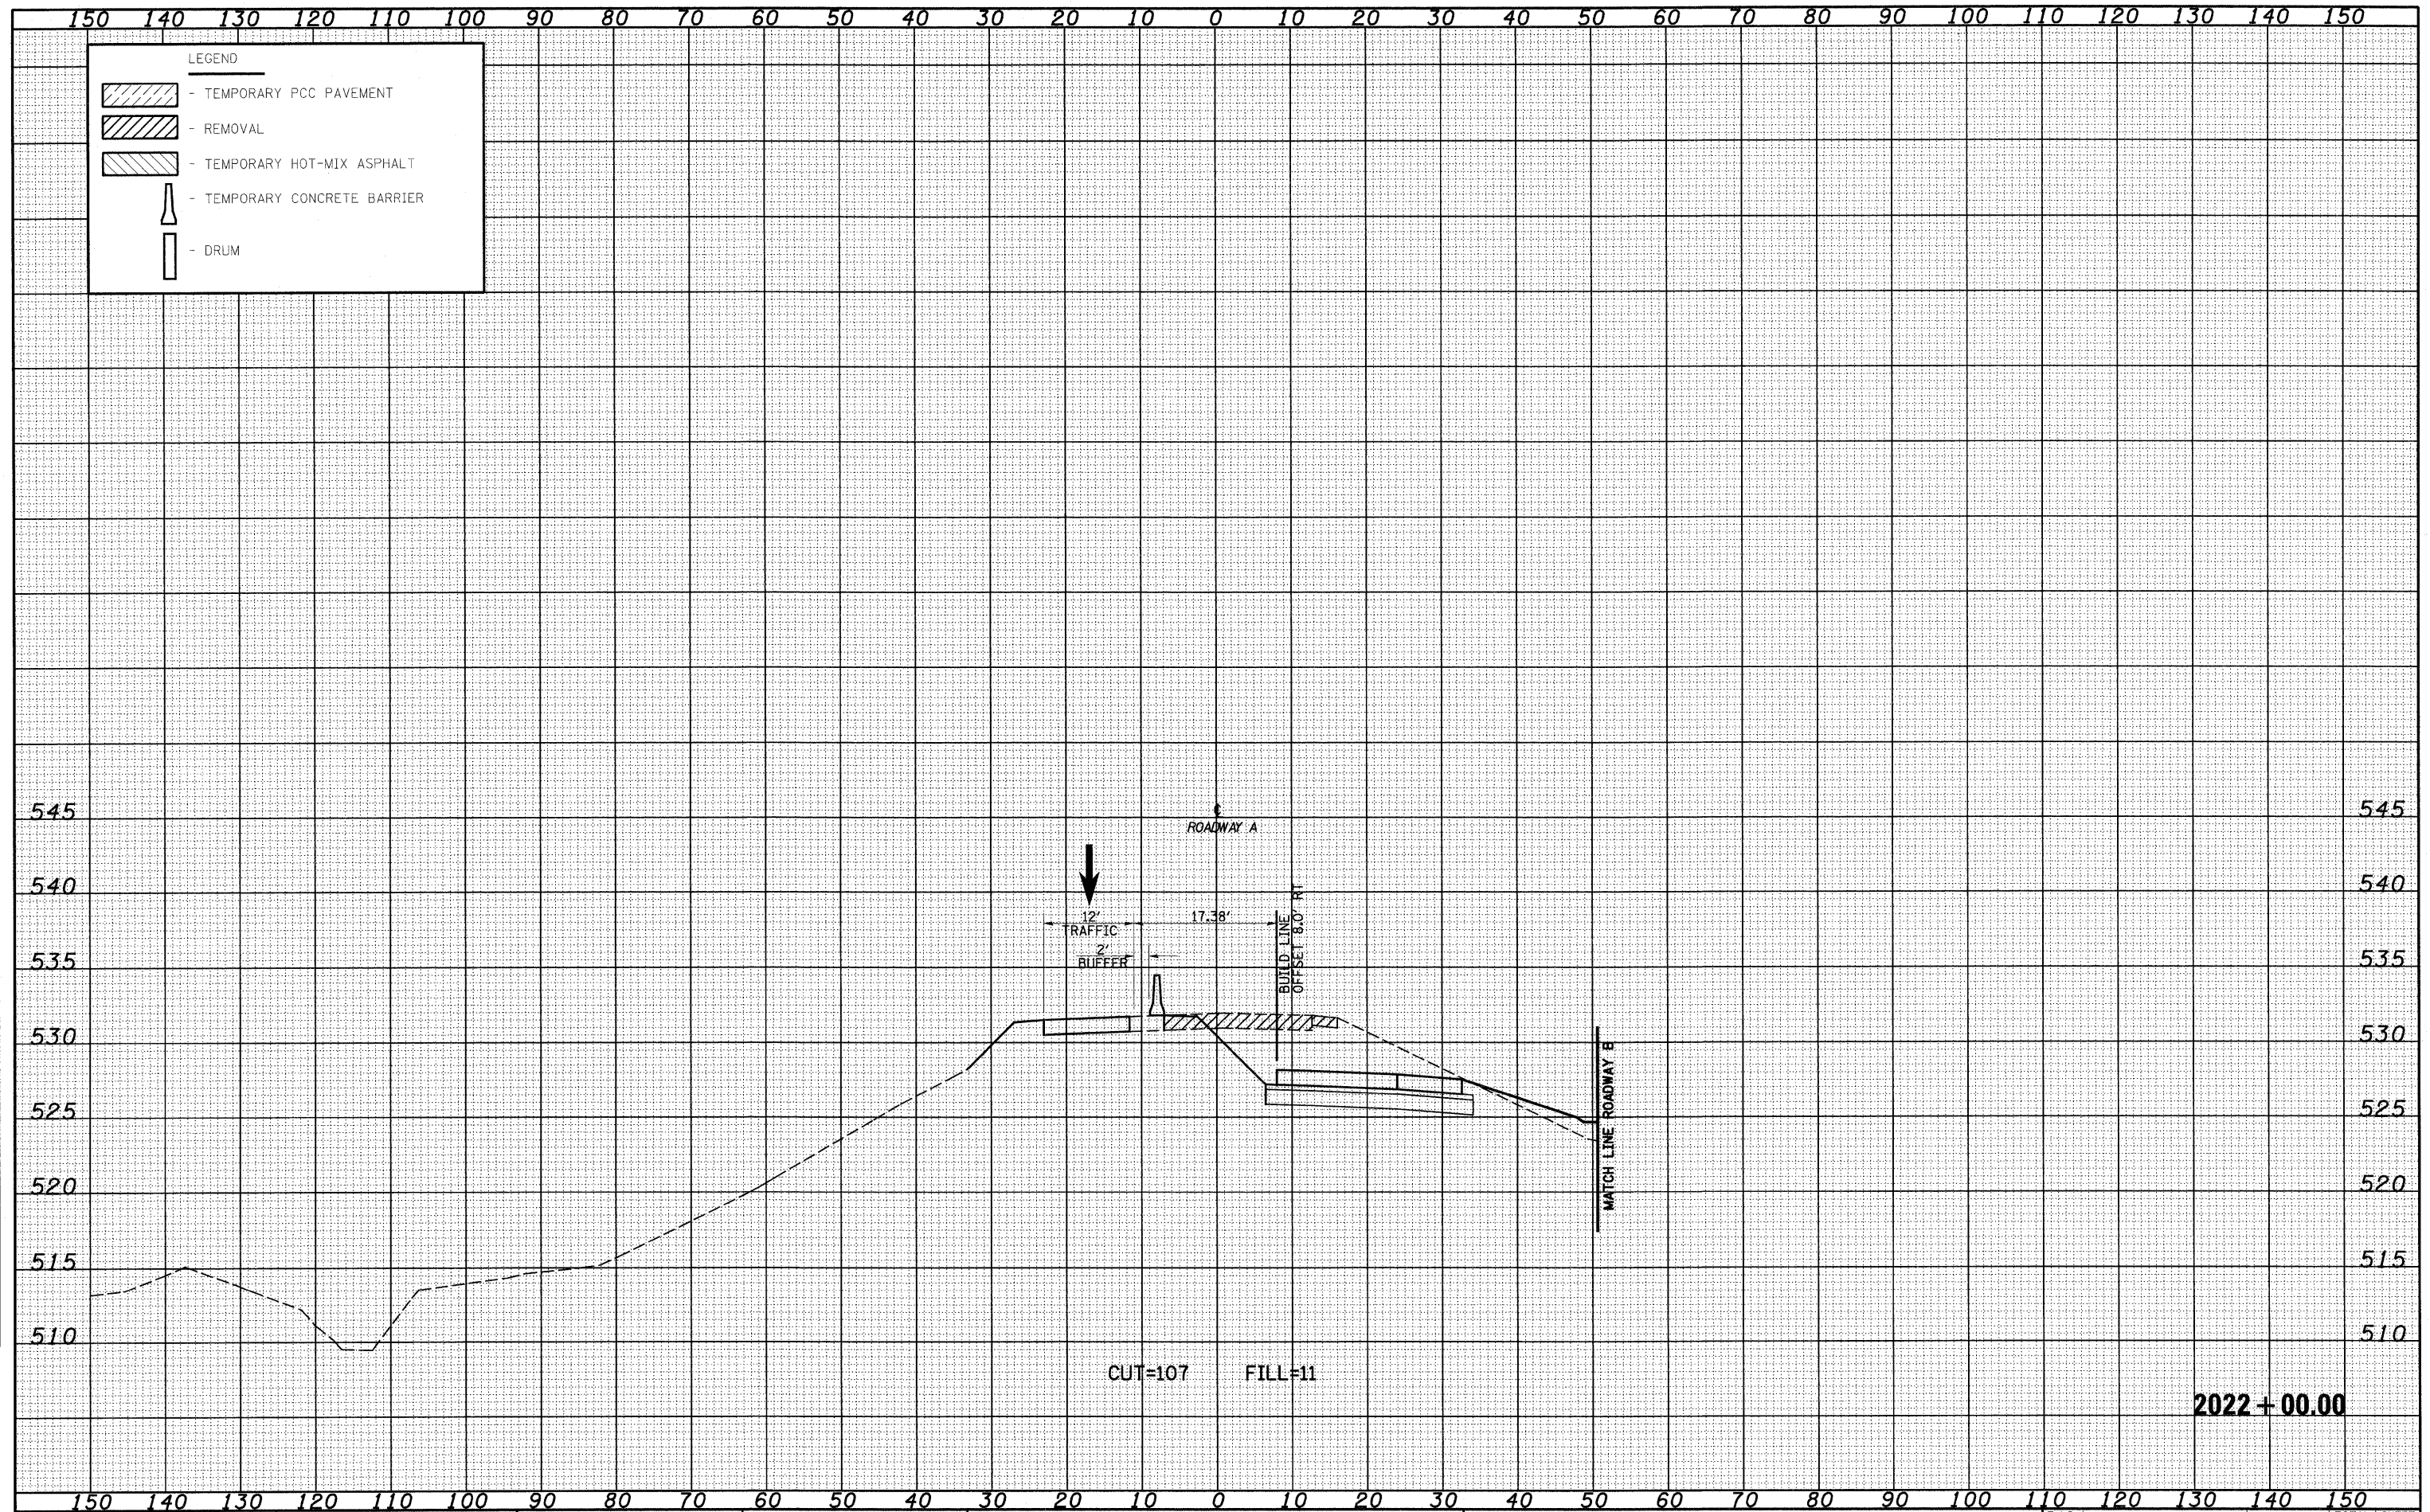 150 140 130 120 110 100 90 80 70 60 50 40 30 20 10 0 10 20 30 40 50 60 70 80 90 100 110 120 130 140 150
LEGEND
- TEMPORARY PCC PAVEMENT
- REMOVAL
- TEMPORARY HOT-MIX ASPHALT
- TEMPORARY CONCRETE BARRIER
- DRUM
545 545
℄
ROADWAY A
540 540
12'
TRAFFIC
17.38'
2'
BUFFER
BUILD LINE
OFFSET 8.0' RT
535 535
530 530
MATCH LINE ROADWAY B
525 525
520 520
515 515
510 510
CUT=107 FILL=11
2022+00.00
150 140 130 120 110 100 90 80 70 60 50 40 30 20 10 0 10 20 30 40 50 60 70 80 90 100 110 120 130 140 150